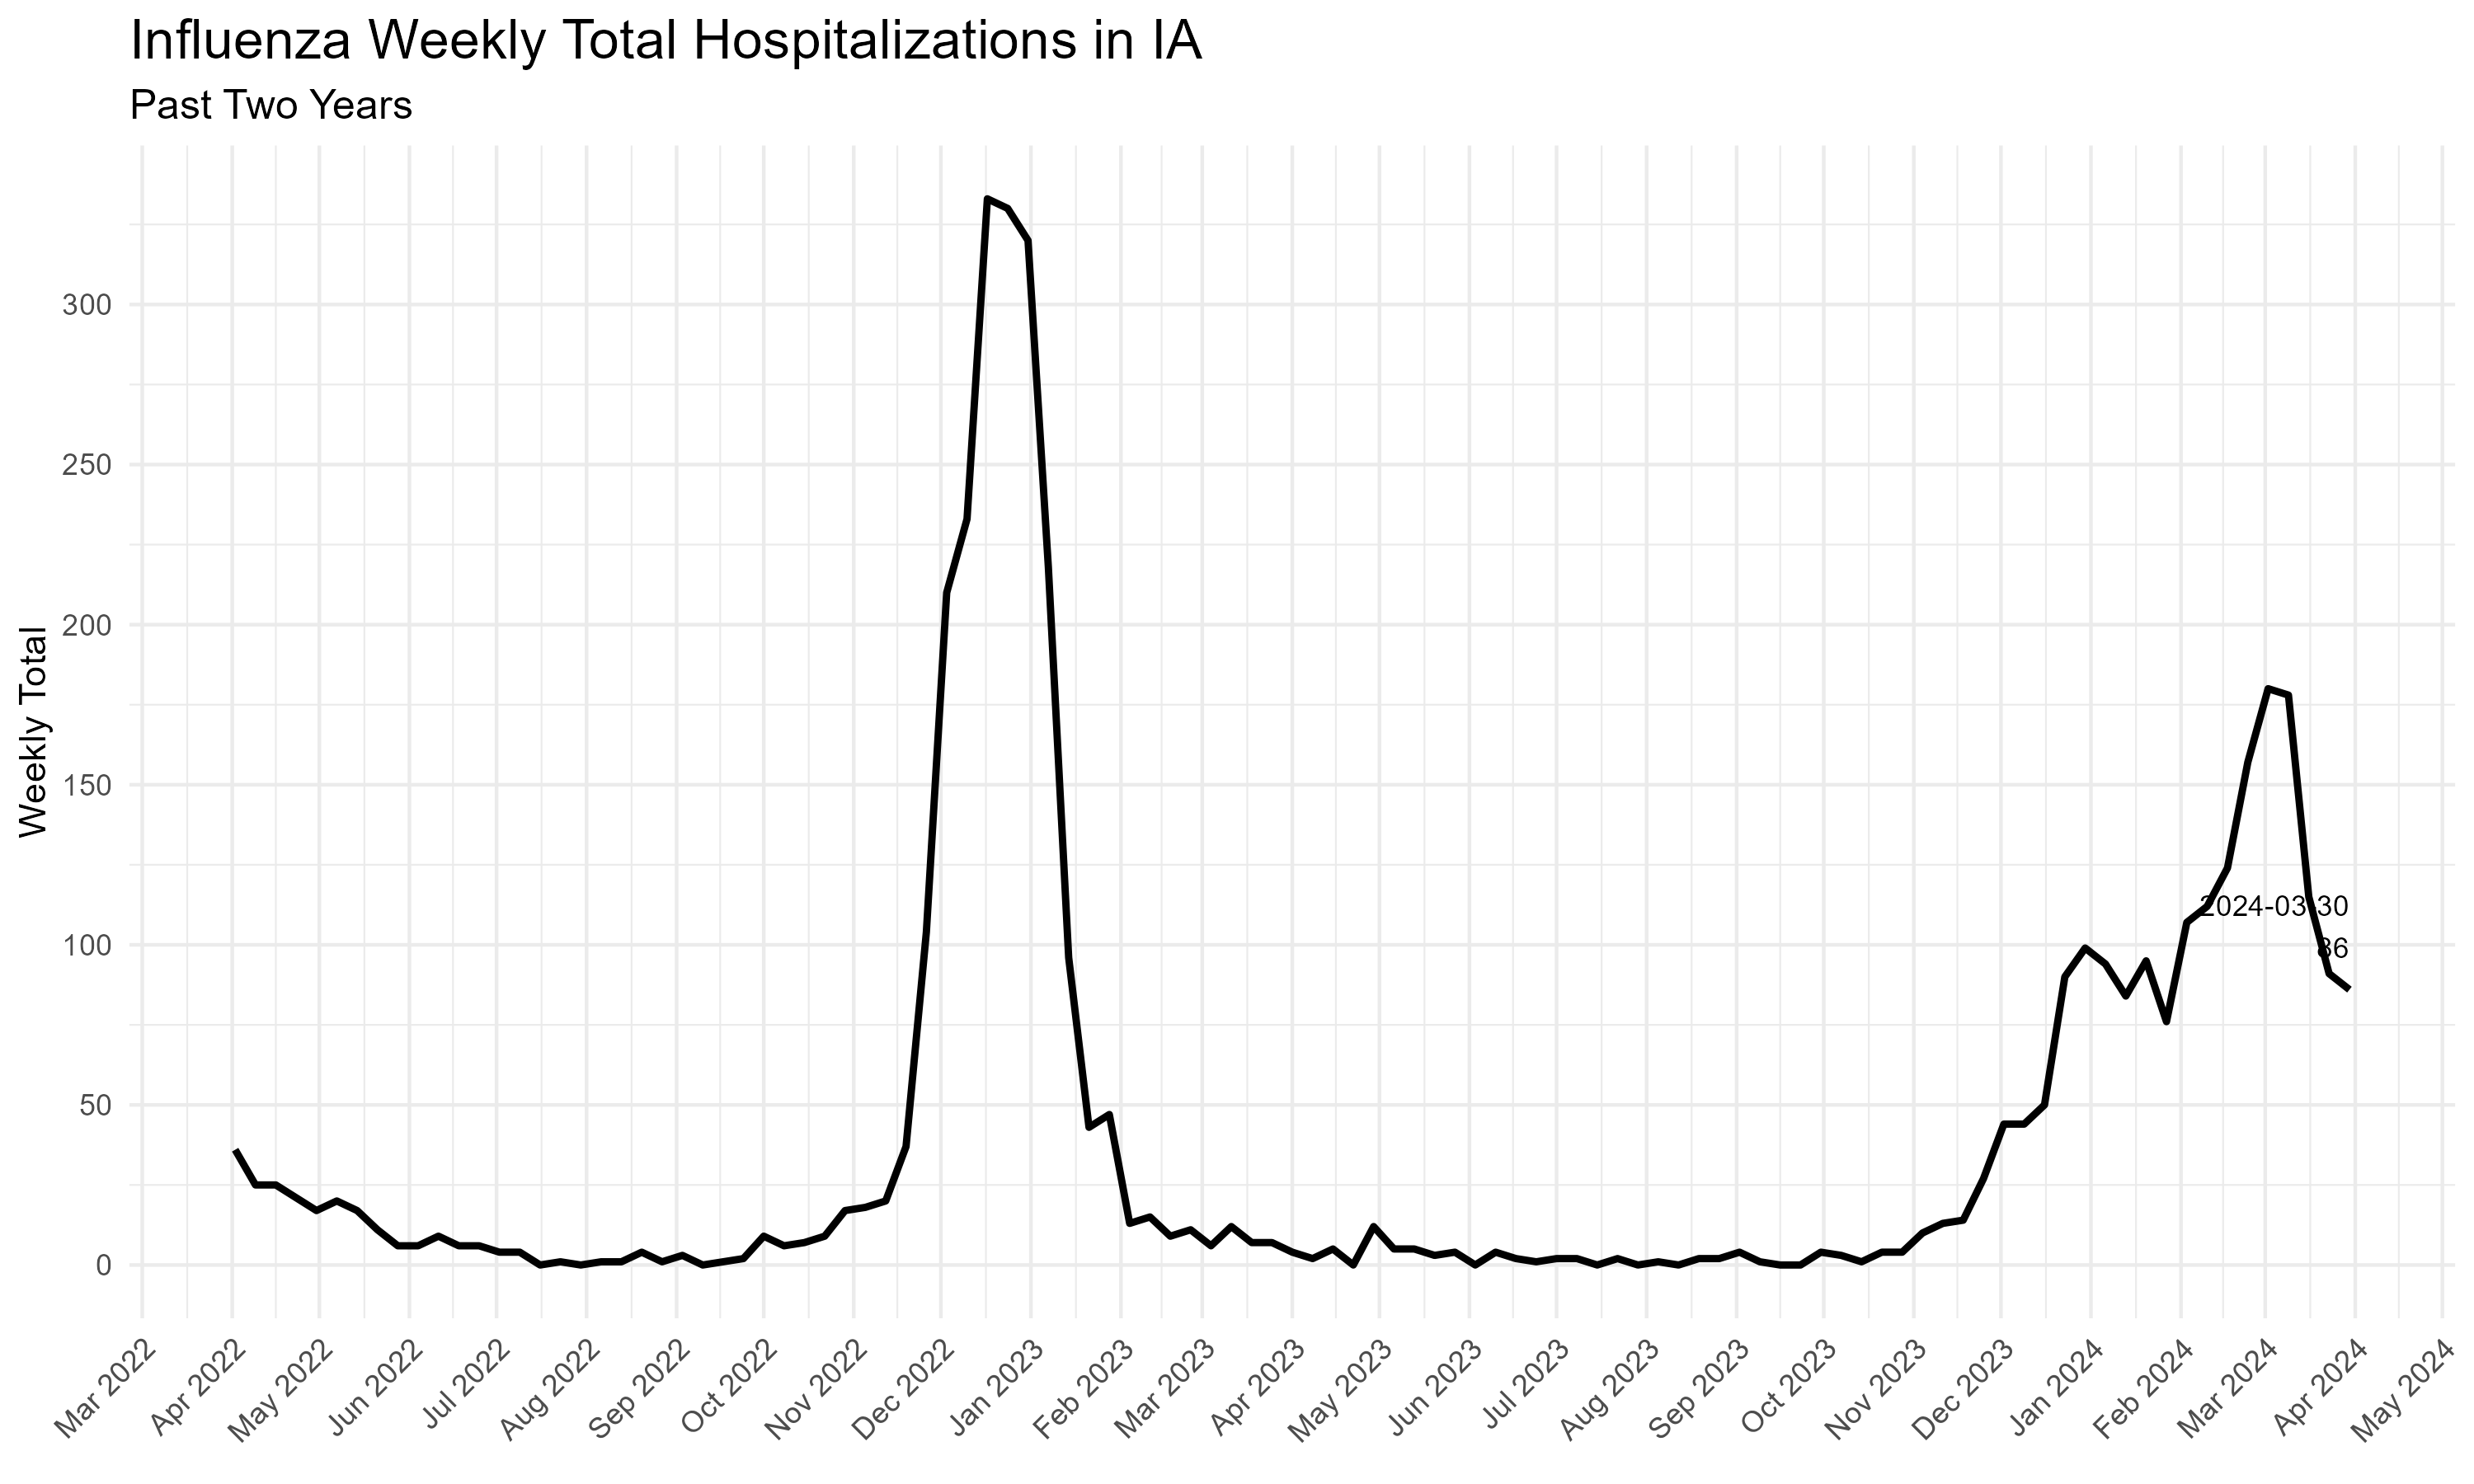 Influenza Weekly Total Hospitalizations in IA
Past Two Years
Weekly Total
300
250
200
150
100
50
0
2024-03-30
86
Mar 2022
Apr 2022
May 2022
Jun 2022
Jul 2022
Aug 2022
Sep 2022
Oct 2022
Nov 2022
Dec 2022
Jan 2023
Feb 2023
Mar 2023
Apr 2023
May 2023
Jun 2023
Jul 2023
Aug 2023
Sep 2023
Oct 2023
Nov 2023
Dec 2023
Jan 2024
Feb 2024
Mar 2024
Apr 2024
May 2024